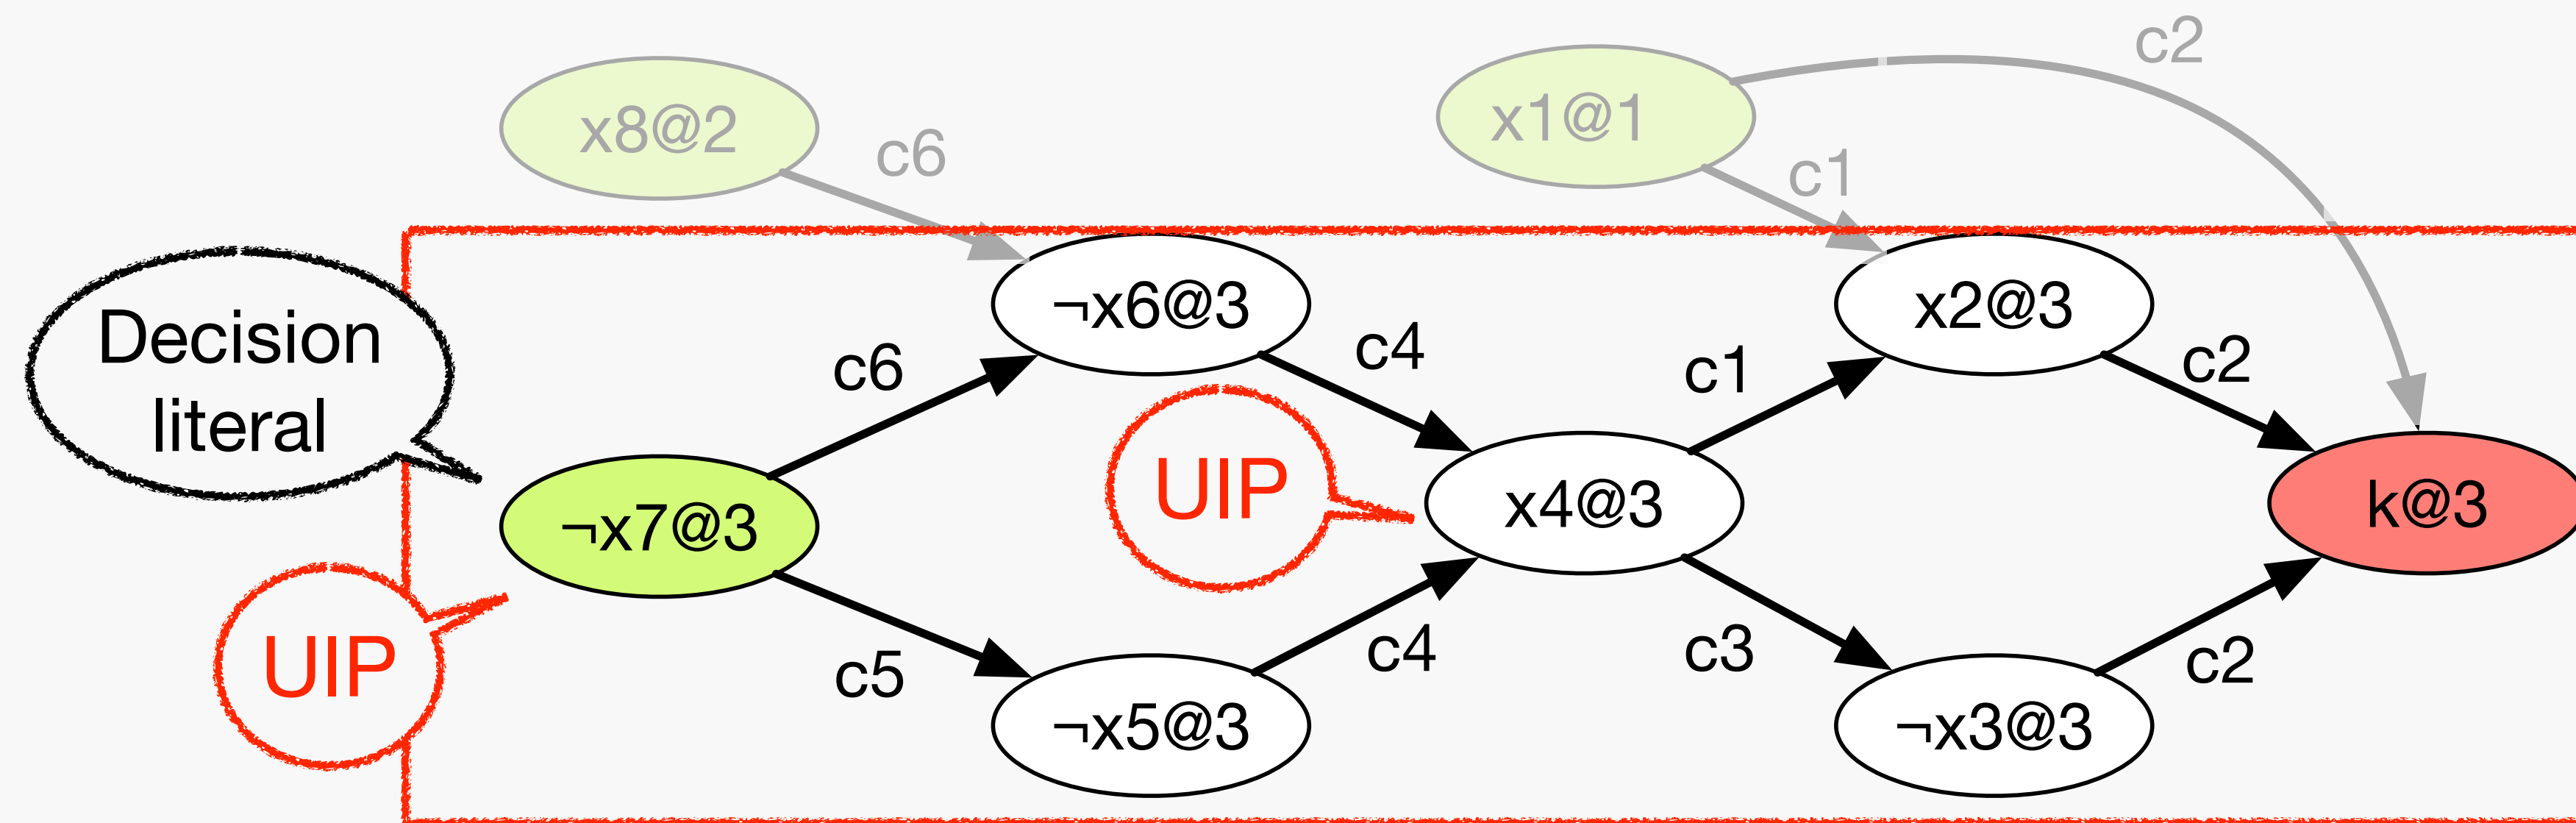 c2
x8@2
x1@1
c6
c1
Decision
literal
¬x6@3
x2@3
c6
c4
c1
c2
UIP
¬x7@3
x4@3
k@3
UIP
c5
c4
c3
c2
¬x5@3
¬x3@3